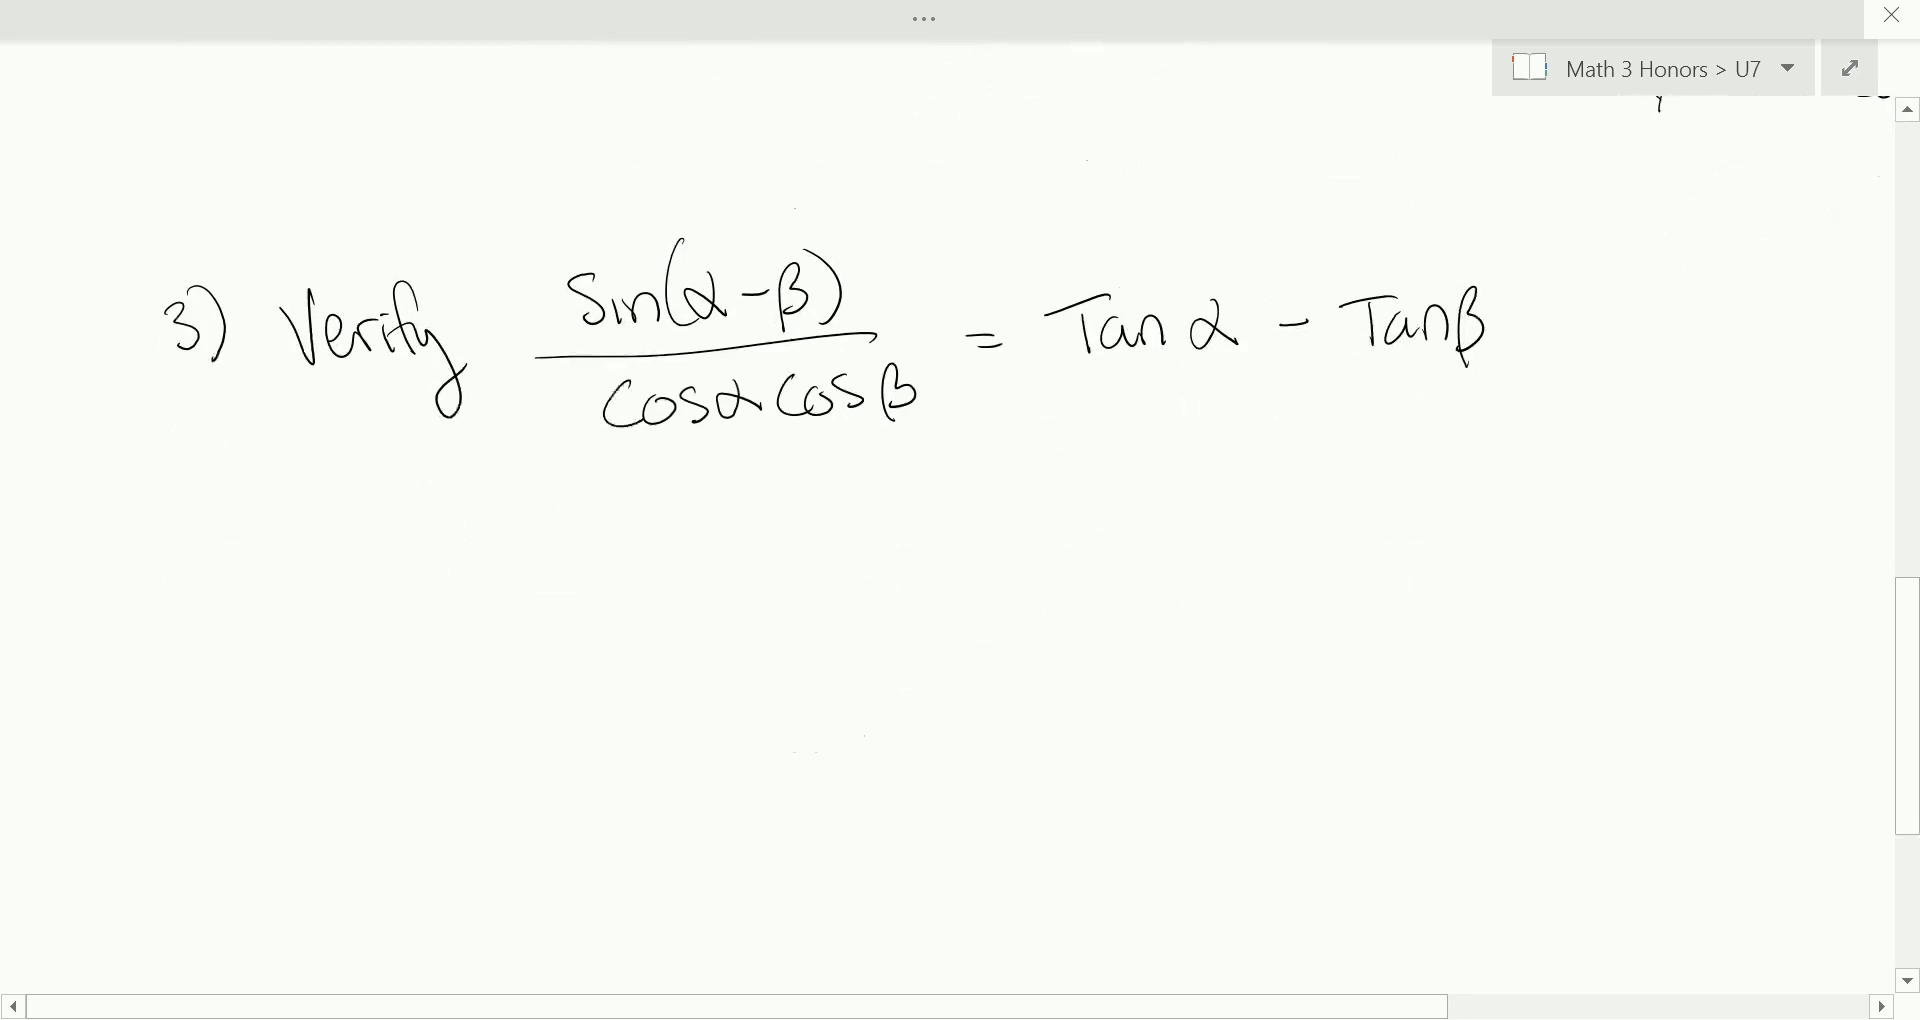 ...
Math 3 Honors > U7
3) Verify sin(α-β) / cosα cosβ = Tan α - Tanβ